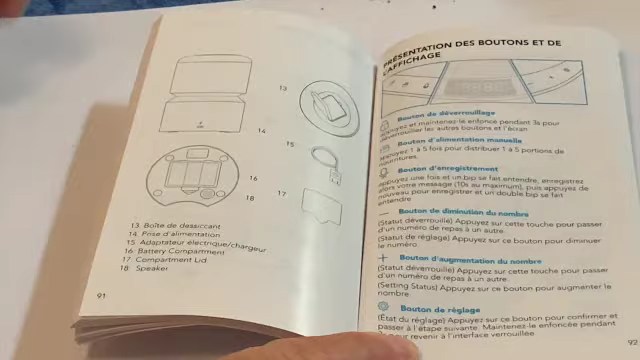 13
14
15
16
17
18
13 Boîte de dessiccant
14 Prise d'alimentation
15 Adaptateur électrique/chargeur
16 Battery Compartment
17 Compartment Lid
18 Speaker
91
PRÉSENTATION DES BOUTONS ET DE
L'AFFICHAGE
Bouton de déverrouillage
Appuyez et maintenez-le enfoncé pendant 3s pour
déverrouiller les autres boutons et l'écran
Bouton d'alimentation manuelle
Appuyez 1 à 5 fois pour distribuer 1 à 5 portions de
nourritures.
Bouton d'enregistrement
Appuyez une fois et un bip se fait entendre, enregistrez
alors votre message (10s au maximum), puis appuyez de
nouveau pour enregistrer et un double bip se fait
entendre
Bouton de diminution du nombre
(Statut déverrouillé) Appuyez sur cette touche pour passer
d'un numéro de repas à un autre.
(Statut de réglage) Appuyez sur ce bouton pour diminuer
le numéro.
Bouton d'augmentation du nombre
(Statut déverrouillé) Appuyez sur cette touche pour passer
d'un numéro de repas à un autre.
(Setting Status) Appuyez sur ce bouton pour augmenter le
nombre.
Bouton de réglage
(État du réglage) Appuyez sur ce bouton pour confirmer et
passer à l'étape suivante. Maintenez-le enfoncée pendant
revenir à l'interface verrouillée
92